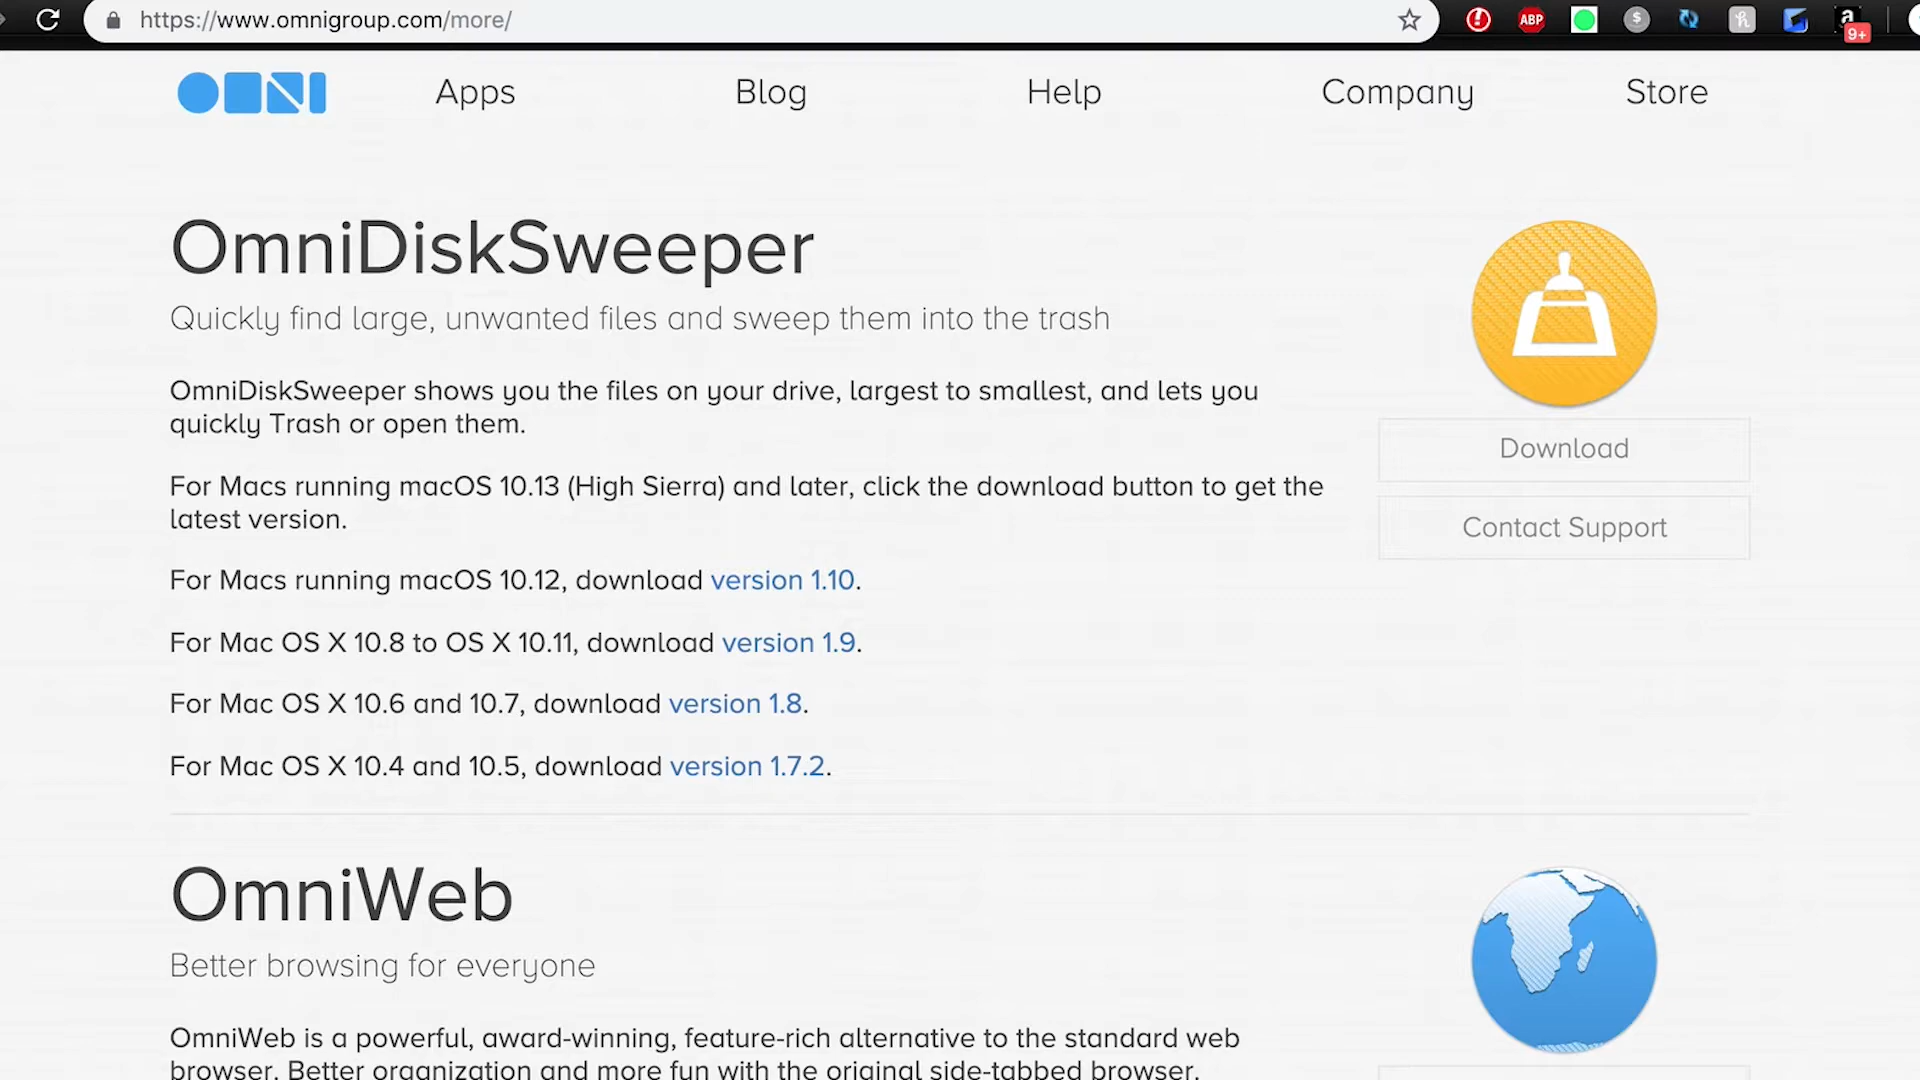 https://www.omnigroup.com/more/
ABP
$
a
9+
OMNI
Apps
Blog
Help
Company
Store
OmniDiskSweeper
Quickly find large, unwanted files and sweep them into the trash
OmniDiskSweeper shows you the files on your drive, largest to smallest, and lets you
quickly Trash or open them.
For Macs running macOS 10.13 (High Sierra) and later, click the download button to get the
latest version.
For Macs running macOS 10.12, download version 1.10.
For Mac OS X 10.8 to OS X 10.11, download version 1.9.
For Mac OS X 10.6 and 10.7, download version 1.8.
For Mac OS X 10.4 and 10.5, download version 1.7.2.
Download
Contact Support
OmniWeb
Better browsing for everyone
OmniWeb is a powerful, award-winning, feature-rich alternative to the standard web
browser. Better organization and more fun with the original side-tabbed browser.